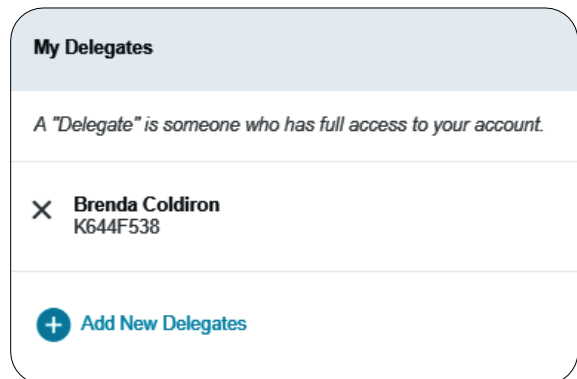 My Delegates
A "Delegate" is someone who has full access to your account.
Brenda Coldiron
K644F538
Add New Delegates